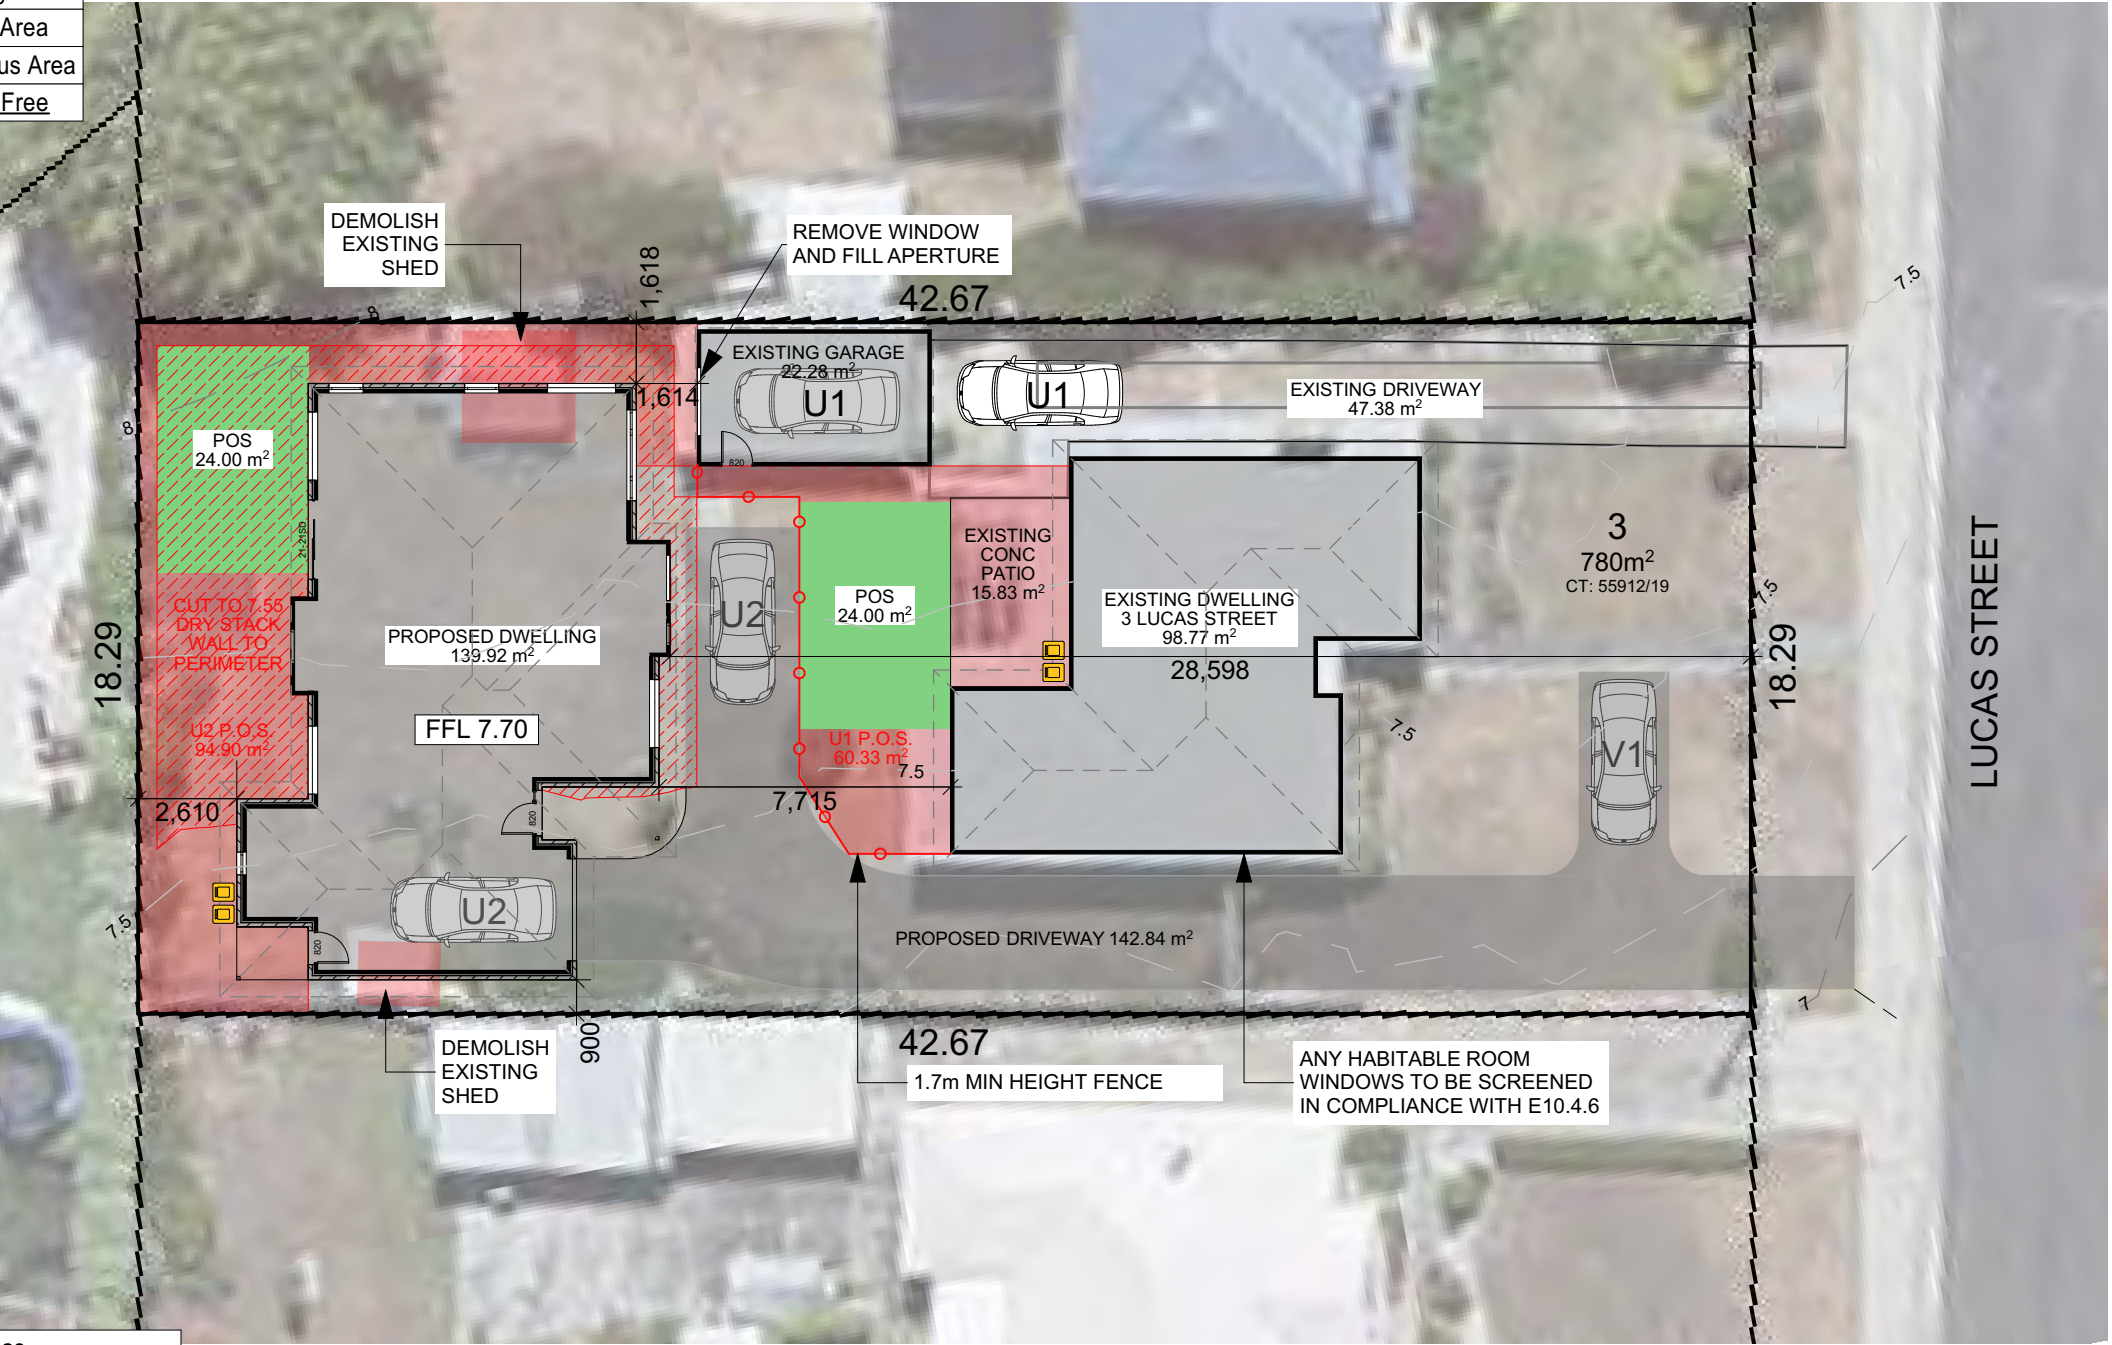 Area
us Area
Free
DEMOLISH
EXISTING
SHED
1,618
REMOVE WINDOW
AND FILL APERTURE
42.67
7.5
8
EXISTING GARAGE
22.28 m²
U1
U1
EXISTING DRIVEWAY
47.38 m²
1,614
8
POS
24.00 m²
820
21-21SD
3
780m²
CT: 55912/19
EXISTING
CONC
PATIO
15.83 m²
LUCAS STREET
CUT TO 7.55
DRY STACK
WALL TO
PERIMETER
U2
POS
24.00 m²
EXISTING DWELLING
3 LUCAS STREET
98.77 m²
7.5
18.29
PROPOSED DWELLING
139.92 m²
28,598
18.29
FFL 7.70
U2 P.O.S.
94.90 m²
U1 P.O.S.
60.33 m²
7.5
7.5
V1
2,610
7,715
820
U2
7.5
820
PROPOSED DRIVEWAY 142.84 m²
7
900
42.67
DEMOLISH
EXISTING
SHED
1.7m MIN HEIGHT FENCE
ANY HABITABLE ROOM
WINDOWS TO BE SCREENED
IN COMPLIANCE WITH E10.4.6